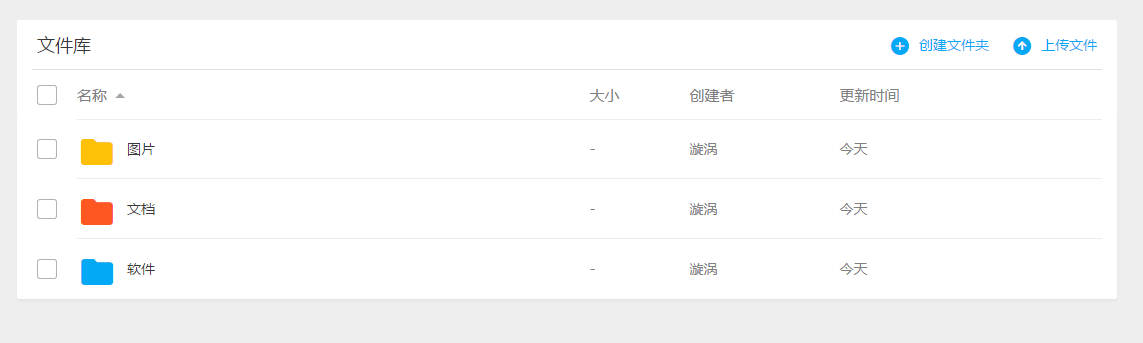 文件库 创建文件夹 上传文件
名称 大小 创建者 更新时间
图片 - 漩涡 今天
文档 - 漩涡 今天
软件 - 漩涡 今天